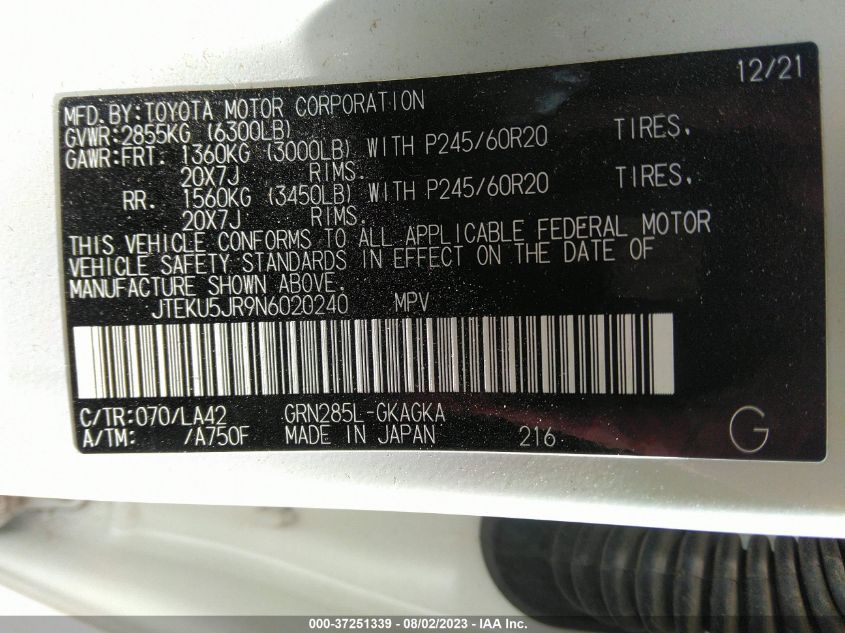 12/21
MFD.BY:TOYOTA MOTOR CORPORATION
GVWR:2855KG (6300LB)
GAWR:FRT. 1360KG (3000LB) WITH P245/60R20 TIRES.
20X7J RIMS.
RR. 1560KG (3450LB) WITH P245/60R20 TIRES.
20X7J RIMS.
THIS VEHICLE CONFORMS TO ALL APPLICABLE FEDERAL MOTOR
VEHICLE SAFETY STANDARDS IN EFFECT ON THE DATE OF
MANUFACTURE SHOWN ABOVE.
JTEKU5JR9N6020240 MPV
C/TR:070/LA42 GRN285L-GKAGKA
A/TM: /A750F MADE IN JAPAN 216 G
000-37251339 - 08/02/2023 - IAA Inc.